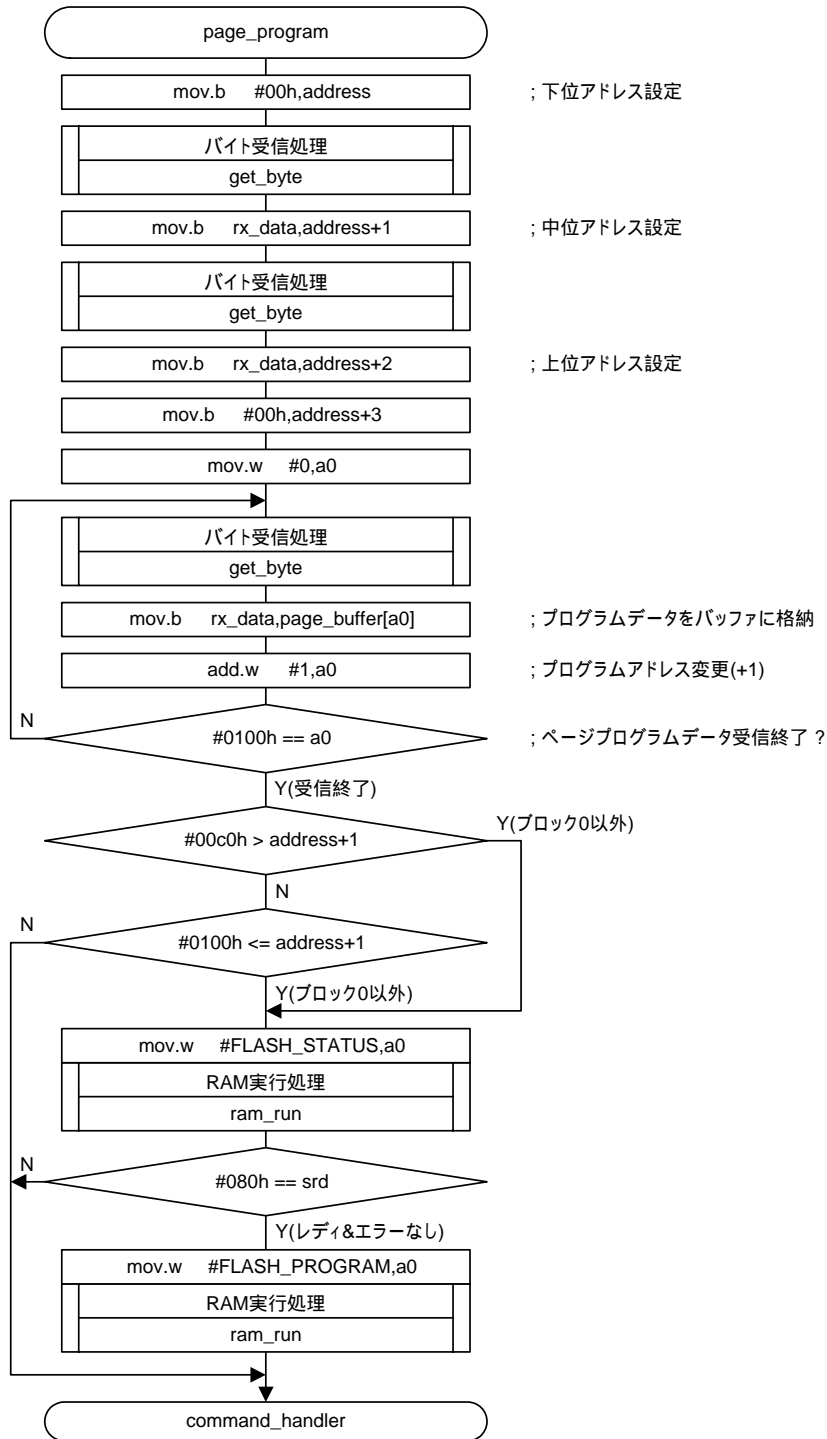 page_program
mov.b #00h,address ; 下位アドレス設定
バイト受信処理
get_byte
mov.b rx_data,address+1 ; 中位アドレス設定
バイト受信処理
get_byte
mov.b rx_data,address+2 ; 上位アドレス設定
mov.b #00h,address+3
mov.w #0,a0
バイト受信処理
get_byte
mov.b rx_data,page_buffer[a0] ; プログラムデータをバッファに格納
add.w #1,a0 ; プログラムアドレス変更(+1)
N
#0100h == a0 ; ページプログラムデータ受信終了 ?
Y(受信終了)
Y(ブロック0以外)
#00c0h > address+1
N
N
#0100h <= address+1
Y(ブロック0以外)
mov.w #FLASH_STATUS,a0
RAM実行処理
ram_run
N
#080h == srd
Y(レディ&エラーなし)
mov.w #FLASH_PROGRAM,a0
RAM実行処理
ram_run
command_handler